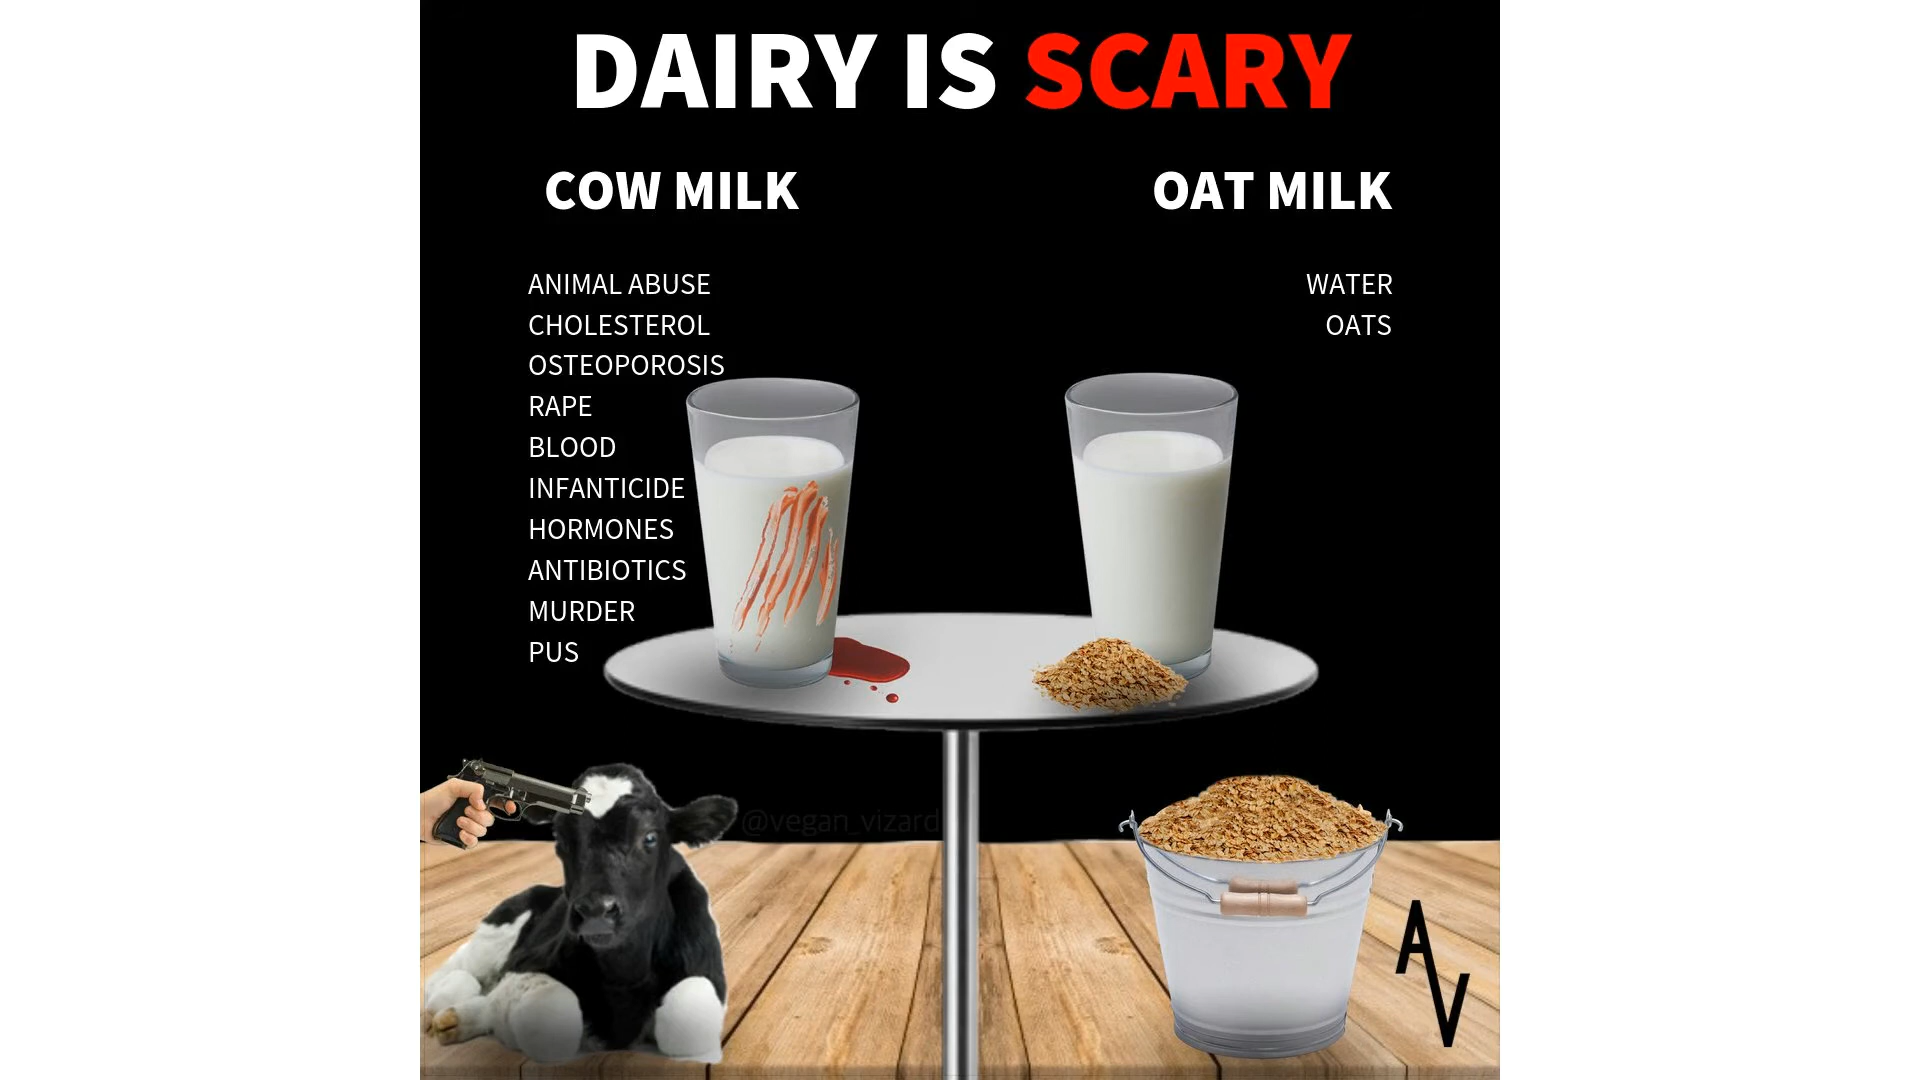 DAIRY IS SCARY
COW MILK
OAT MILK
ANIMAL ABUSE
CHOLESTEROL
OSTEOPOROSIS
RAPE
BLOOD
INFANTICIDE
HORMONES
ANTIBIOTICS
MURDER
PUS
WATER
OATS
@vegan_vizard
AV